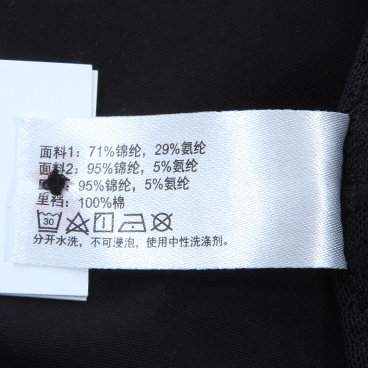 面料1：71%锦纶，29%氨纶
面料2：95%锦纶，5%氨纶
95%锦纶，5%氨纶
里裆：100%棉
30
分开水洗，不可浸泡，使用中性洗涤剂。